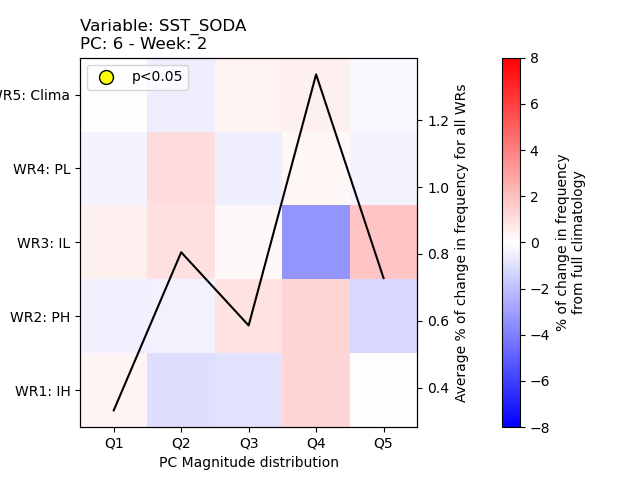 Variable: SST_SODA
PC: 6 - Week: 2
p<0.05
WR5: Clima
WR4: PL
WR3: IL
WR2: PH
WR1: IH
Q1 Q2 Q3 Q4 Q5
PC Magnitude distribution
1.2
1.0
0.8
0.6
0.4
Average % of change in frequency for all WRs
8
6
4
2
0
−2
−4
−6
−8
% of change in frequency
from full climatology